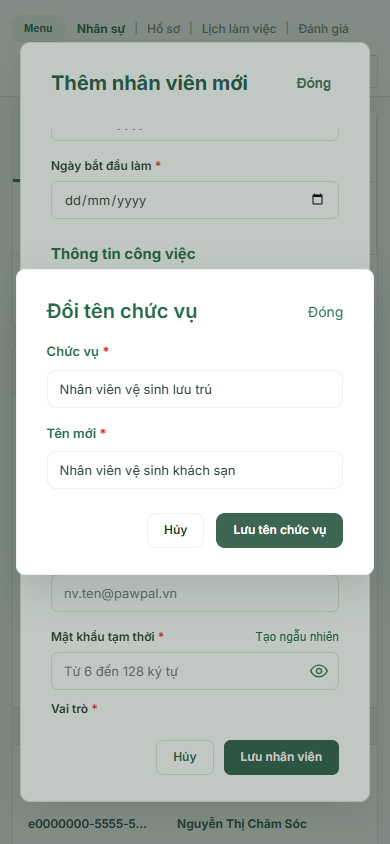 Menu Nhân sự | Hồ sơ | Lịch làm việc | Đánh giá
Thêm nhân viên mới Đóng
Ngày bắt đầu làm *
dd/mm/yyyy
Thông tin công việc
Đổi tên chức vụ Đóng
Chức vụ *
Nhân viên vệ sinh lưu trú
Tên mới *
Nhân viên vệ sinh khách sạn
Hủy Lưu tên chức vụ
nv.ten@pawpal.vn
Mật khẩu tạm thời * Tạo ngẫu nhiên
Từ 6 đến 128 ký tự
Vai trò *
Hủy Lưu nhân viên
e0000000-5555-5... Nguyễn Thị Chăm Sóc